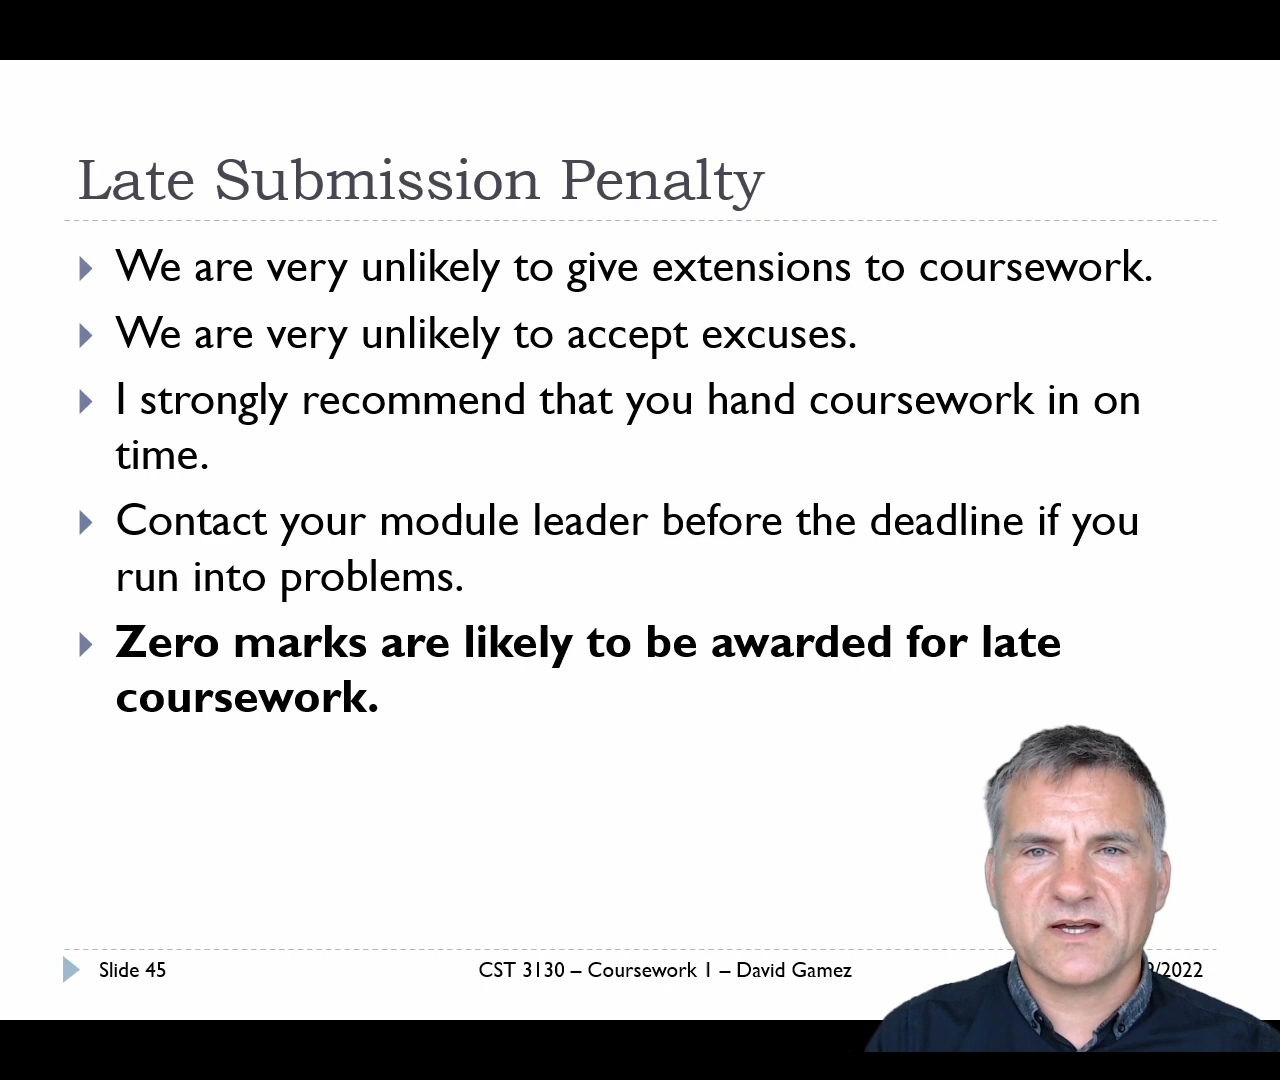 Late Submission Penalty
We are very unlikely to give extensions to coursework.
We are very unlikely to accept excuses.
I strongly recommend that you hand coursework in on
time.
Contact your module leader before the deadline if you
run into problems.
Zero marks are likely to be awarded for late
coursework.
Slide 45
CST 3130 – Coursework 1 – David Gamez
/2022